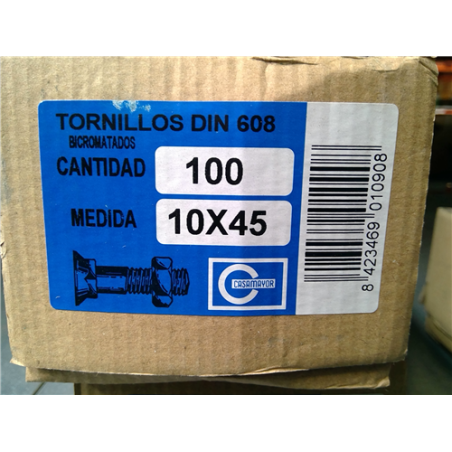 TORNILLOS DIN 608
BICROMATADOS
CANTIDAD 100
MEDIDA 10X45
CASAMAYOR
8 423469 010908